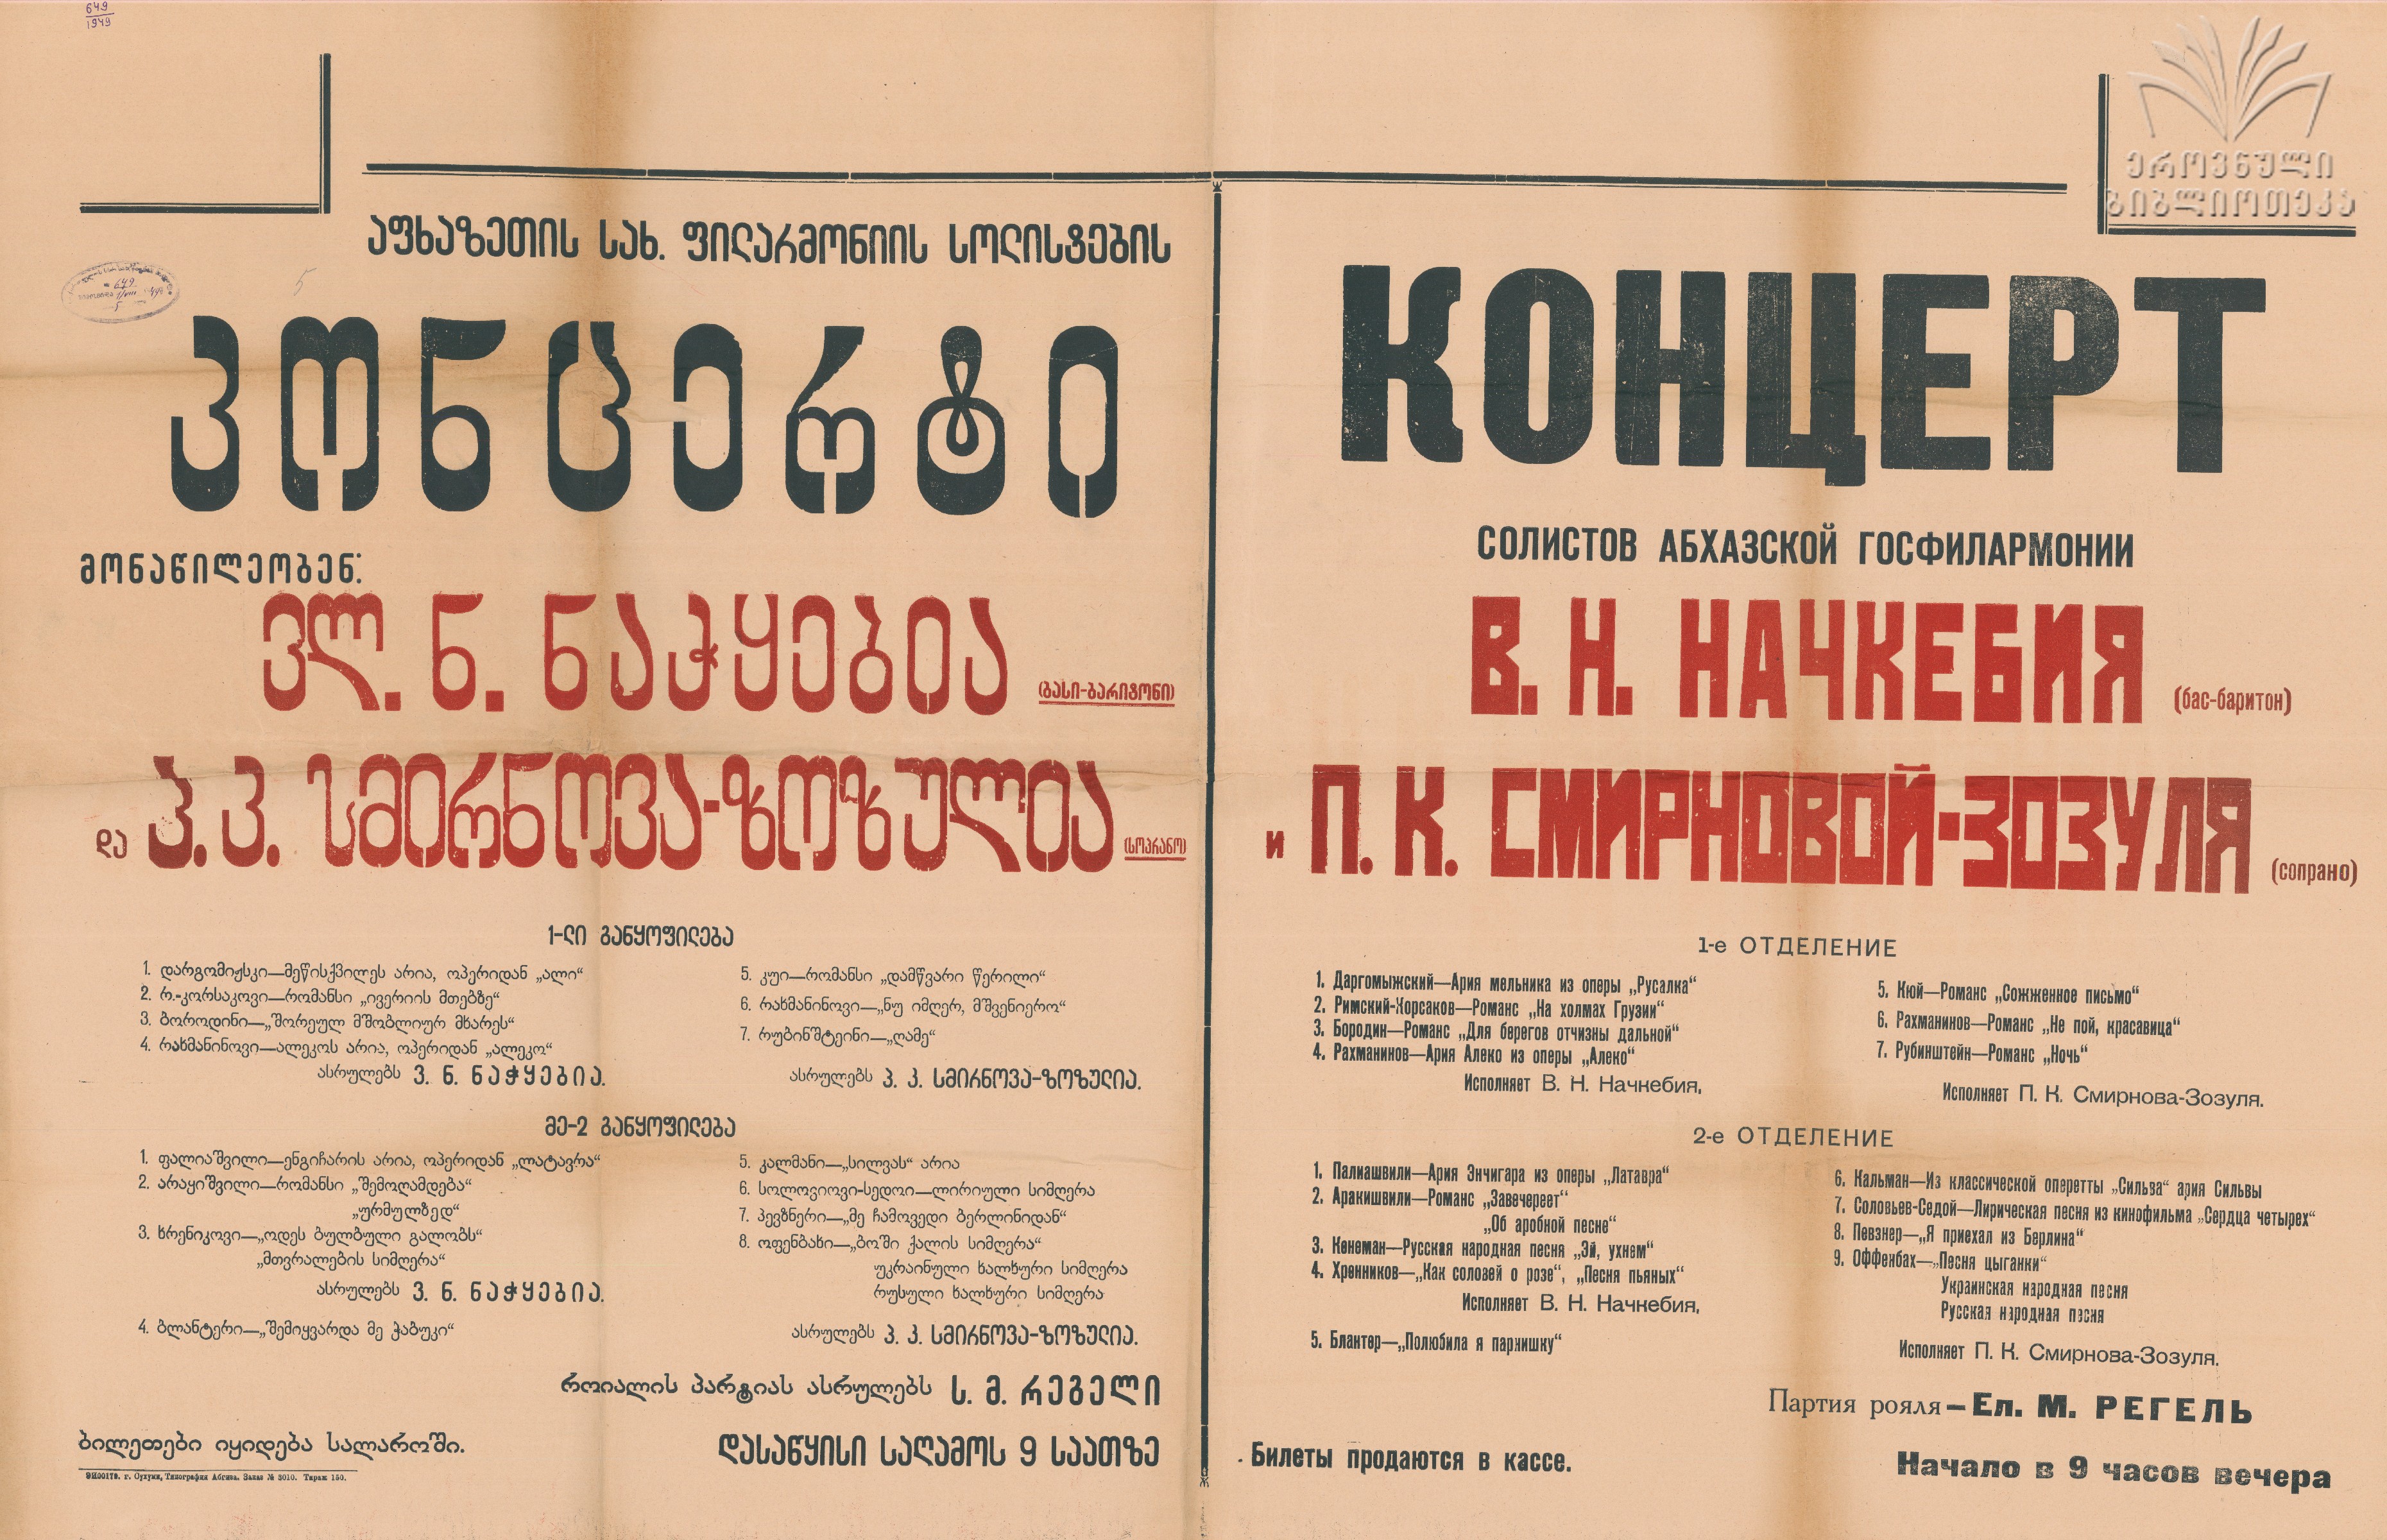 649
1949
ეროვნული
ბიბლიოთეკა
აფხაზეთის სახ. ფილარმონიის სოლისტების
კონცერტი
მონაწილეობენ:
ვლ. ნ. ნაჭყებია (ბასი-ბარიტონი)
და პ. კ. სმირნოვა-ზოზულია (სოპრანო)
1-ლი განყოფილება
1. დარგომიჟსკი—მეწისქვილეს არია, ოპერიდან „ალი“
2. რ.-კორსაკოვი—რომანსი „ივერიის მთებზე“
3. ბოროდინი—„შორეულ მშობლიურ მხარეს“
4. რახმანინოვი—ალეკოს არია, ოპერიდან „ალეკო“
ასრულებს ვ. ნ. ნაჭყებია.
5. კუი—რომანსი „დამწვარი წერილი“
6. რახმანინოვი—„ნუ იმღერ, მშვენიერო“
7. რუბინშტეინი—„ღამე“
ასრულებს პ. კ. სმირნოვა-ზოზულია.
მე-2 განყოფილება
1. ფალიაშვილი—ენგიჩარის არია, ოპერიდან „ლატავრა“
2. არაყიშვილი—რომანსი „შემოღამდება“
„ურმულზედ“
3. ხრენიკოვი—„ოდეს ბულბული გალობს“
„მთვრალების სიმღერა“
ასრულებს ვ. ნ. ნაჭყებია.
4. ბლანტერი—„შემიყვარდა მე ჭაბუკი“
5. კალმანი—„სილვას“ არია
6. სოლოვიოვი-სედოი—ლირიული სიმღერა
7. პევზნერი—„მე ჩამოვედი ბერლინიდან“
8. ოფენბახი—„ბოში ქალის სიმღერა“
უკრაინული ხალხური სიმღერა
რუსული ხალხური სიმღერა
ასრულებს პ. კ. სმირნოვა-ზოზულია.
როიალის პარტიას ასრულებს ს. მ. რეგელი
ბილეთები იყიდება სალაროში.
დასაწყისი საღამოს 9 საათზე
ЭИ00179. г. Сухуми, Типография Абгиза. Заказ № 3010. Тираж 150.
КОНЦЕРТ
СОЛИСТОВ АБХАЗСКОЙ ГОСФИЛАРМОНИИ
В. Н. НАЧКЕБИЯ (бас-баритон)
и П. К. СМИРНОВОЙ-ЗОЗУЛЯ (сопрано)
1-е ОТДЕЛЕНИЕ
1. Даргомыжский—Ария мельника из оперы „Русалка“
2. Римский-Корсаков—Романс „На холмах Грузии“
3. Бородин—Романс „Для берегов отчизны дальной“
4. Рахманинов—Ария Алеко из оперы „Алеко“
Исполняет В. Н. Начкебия,
5. Кюй—Романс „Сожженное письмо“
6. Рахманинов—Романс „Не пой, красавица“
7. Рубинштейн—Романс „Ночь“
Исполняет П. К. Смирнова-Зозуля.
2-е ОТДЕЛЕНИЕ
1. Палиашвили—Ария Энчигара из оперы „Латавра“
2. Аракишвили—Романс „Завечереет“
„Об аробной песне“
3. Кенеман—Русская народная песня „Эй, ухнем“
4. Хренников—„Как соловей о розе“, „Песня пьяных“
Исполняет В. Н. Начкебия,
5. Блантер—„Полюбила я парнишку“
6. Кальман—Из классической оперетты „Сильва“ ария Сильвы
7. Соловьев-Седой—Лирическая песня из кинофильма „Сердца четырех“
8. Певзнер—„Я приехал из Берлина“
9. Оффенбах—„Песня цыганки“
Украинская народная песня
Русская народная песня
Исполняет П. К. Смирнова-Зозуля.
Партия рояля—Ел. М. РЕГЕЛЬ
Билеты продаются в кассе.
Начало в 9 часов вечера